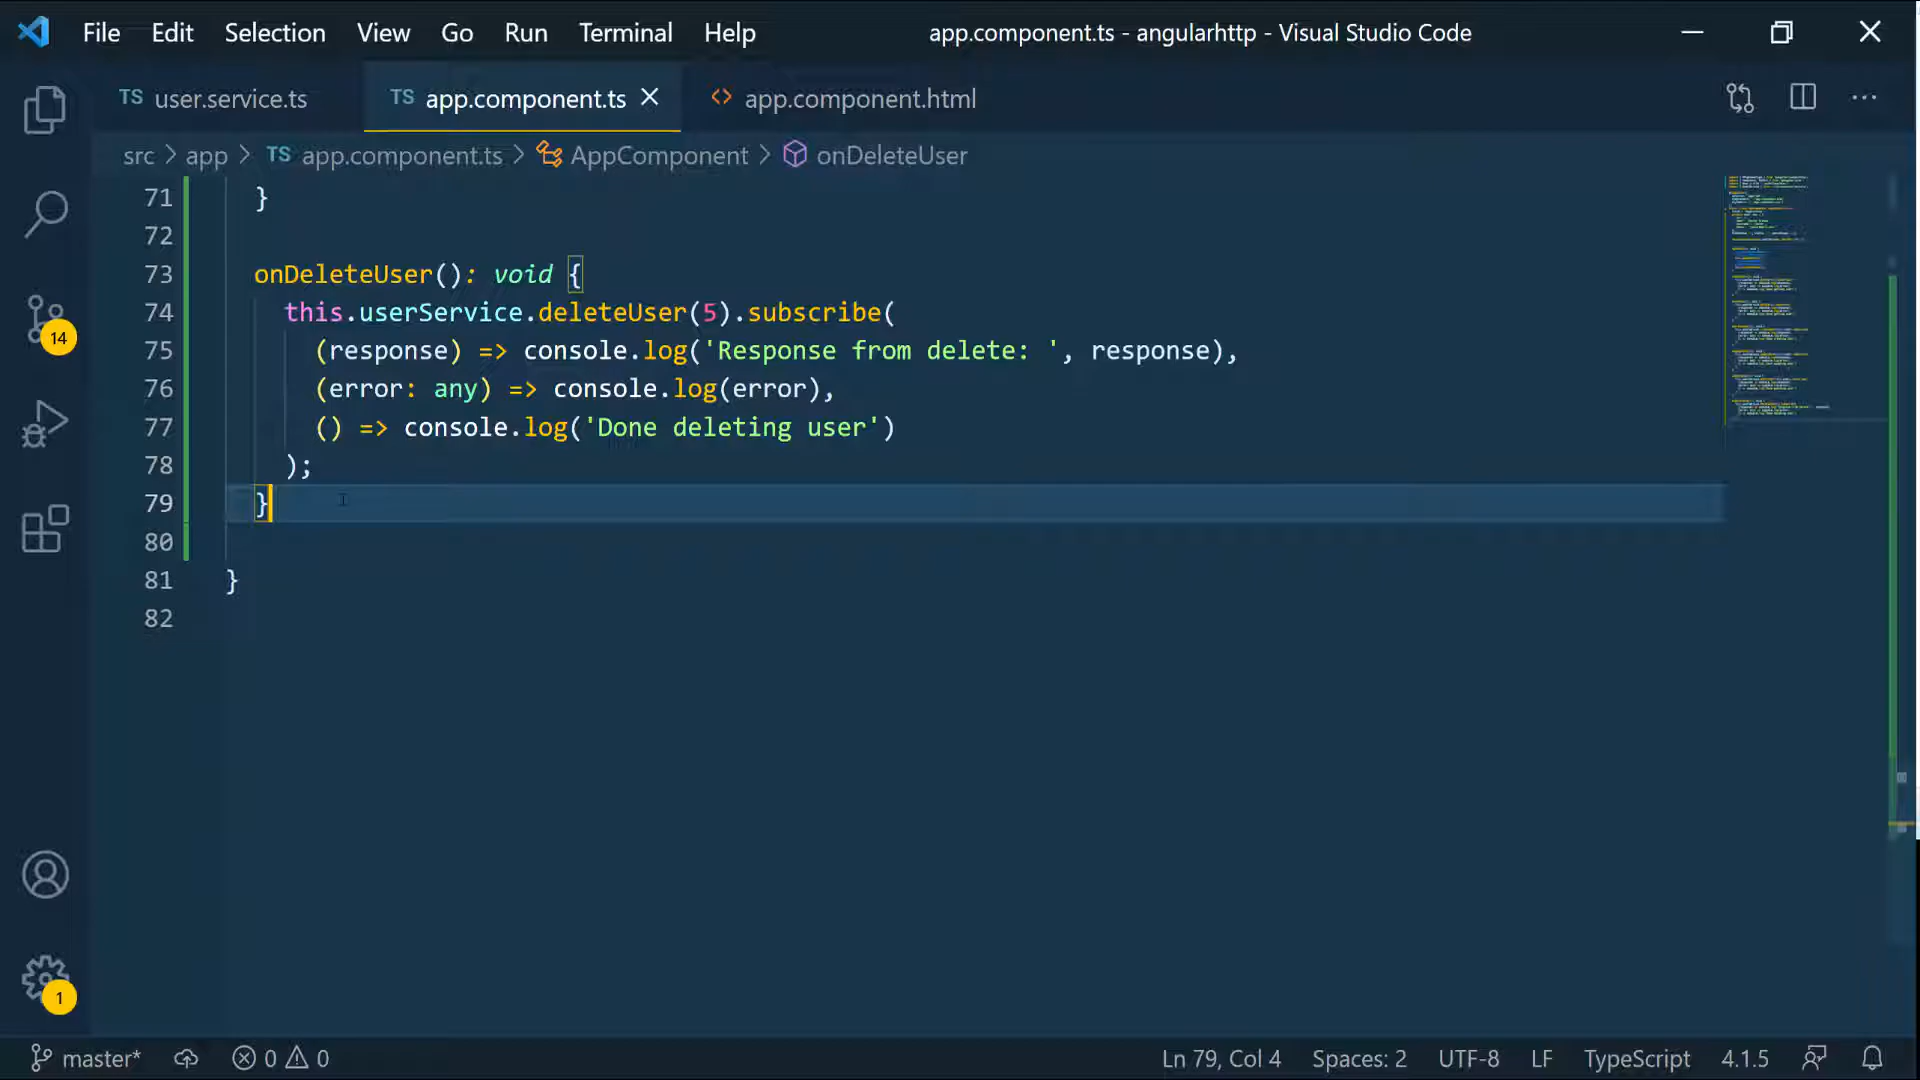 File Edit Selection View Go Run Terminal Help app.component.ts - angularhttp - Visual Studio Code
TS user.service.ts TS app.component.ts app.component.html
src > app > TS app.component.ts > AppComponent > onDeleteUser
71 }
72
73 onDeleteUser(): void {
74 this.userService.deleteUser(5).subscribe(
75 (response) => console.log('Response from delete: ', response),
76 (error: any) => console.log(error),
77 () => console.log('Done deleting user')
78 );
79 }
80
81 }
82
14
1
master* 0 0 Ln 79, Col 4 Spaces: 2 UTF-8 LF TypeScript 4.1.5